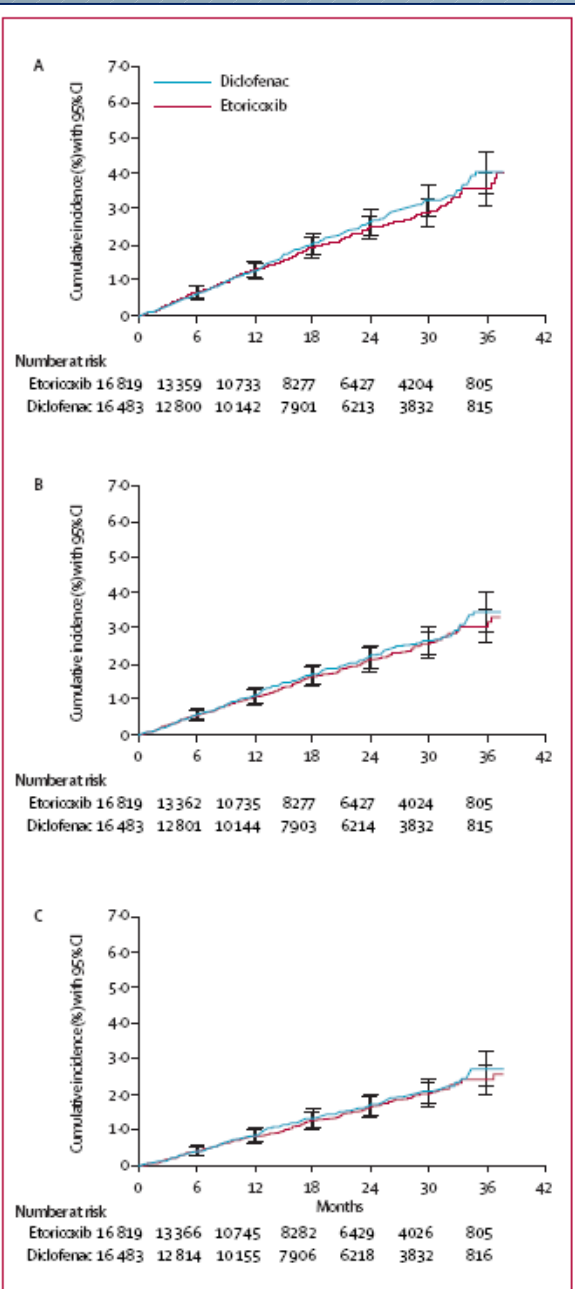 A
Cumulative incidence (%) with 95% CI
7·0
6·0
5·0
4·0
3·0
2·0
1·0
0
Diclofenac
Etoricoxib
0 6 12 18 24 30 36 42
Number at risk
Etoricoxib 16 819 13 359 10 733 8277 6427 4204 805
Diclofenac 16 483 12 800 10 142 7901 6213 3832 815
B
Cumulative incidence (%) with 95% CI
7·0
6·0
5·0
4·0
3·0
2·0
1·0
0
0 6 12 18 24 30 36 42
Number at risk
Etoricoxib 16 819 13 362 10 735 8277 6427 4024 805
Diclofenac 16 483 12 801 10 144 7903 6214 3832 815
C
Cumulative incidence (%) with 95% CI
7·0
6·0
5·0
4·0
3·0
2·0
1·0
0
0 6 12 18 24 30 36 42
Months
Number at risk
Etoricoxib 16 819 13 366 10 745 8282 6429 4026 805
Diclofenac 16 483 12 814 10 155 7906 6218 3832 816